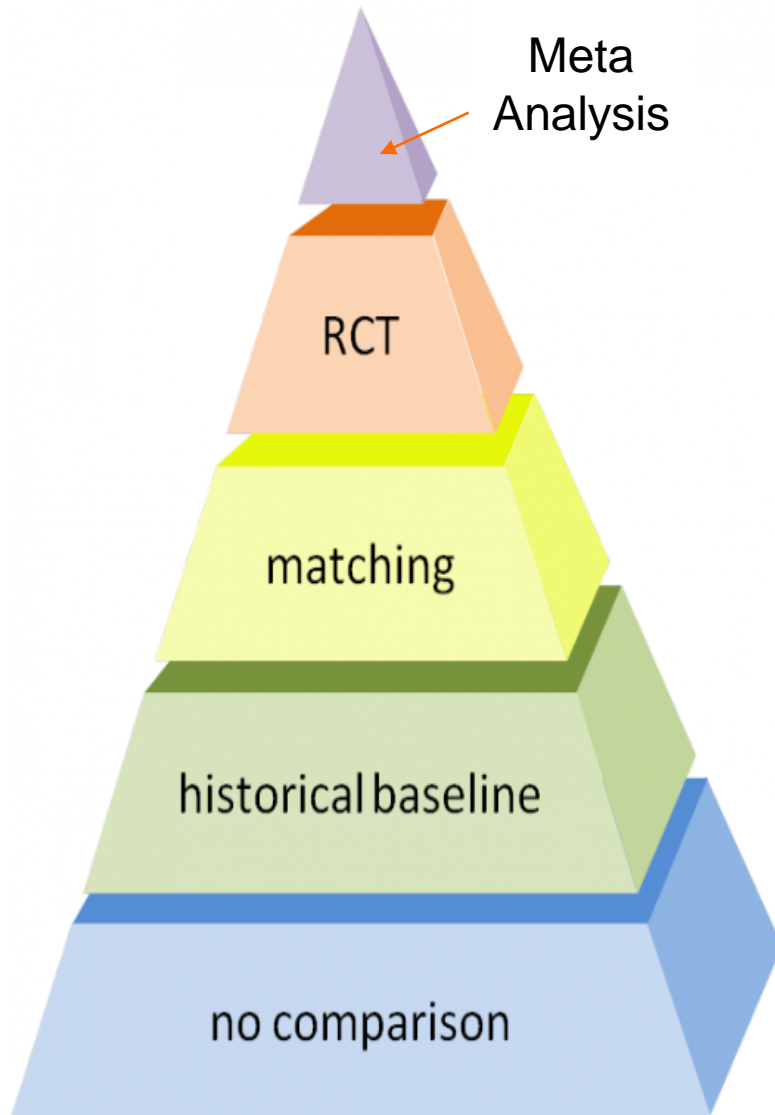 Meta
Analysis
RCT
matching
historical baseline
no comparison